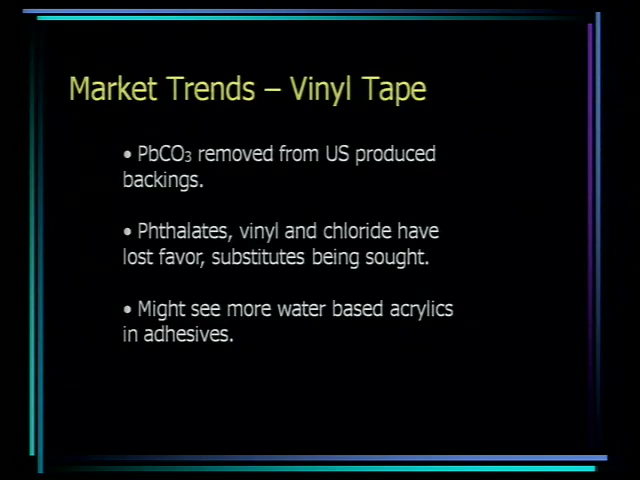 Market Trends – Vinyl Tape
• PbCO3 removed from US produced
backings.
• Phthalates, vinyl and chloride have
lost favor, substitutes being sought.
• Might see more water based acrylics
in adhesives.